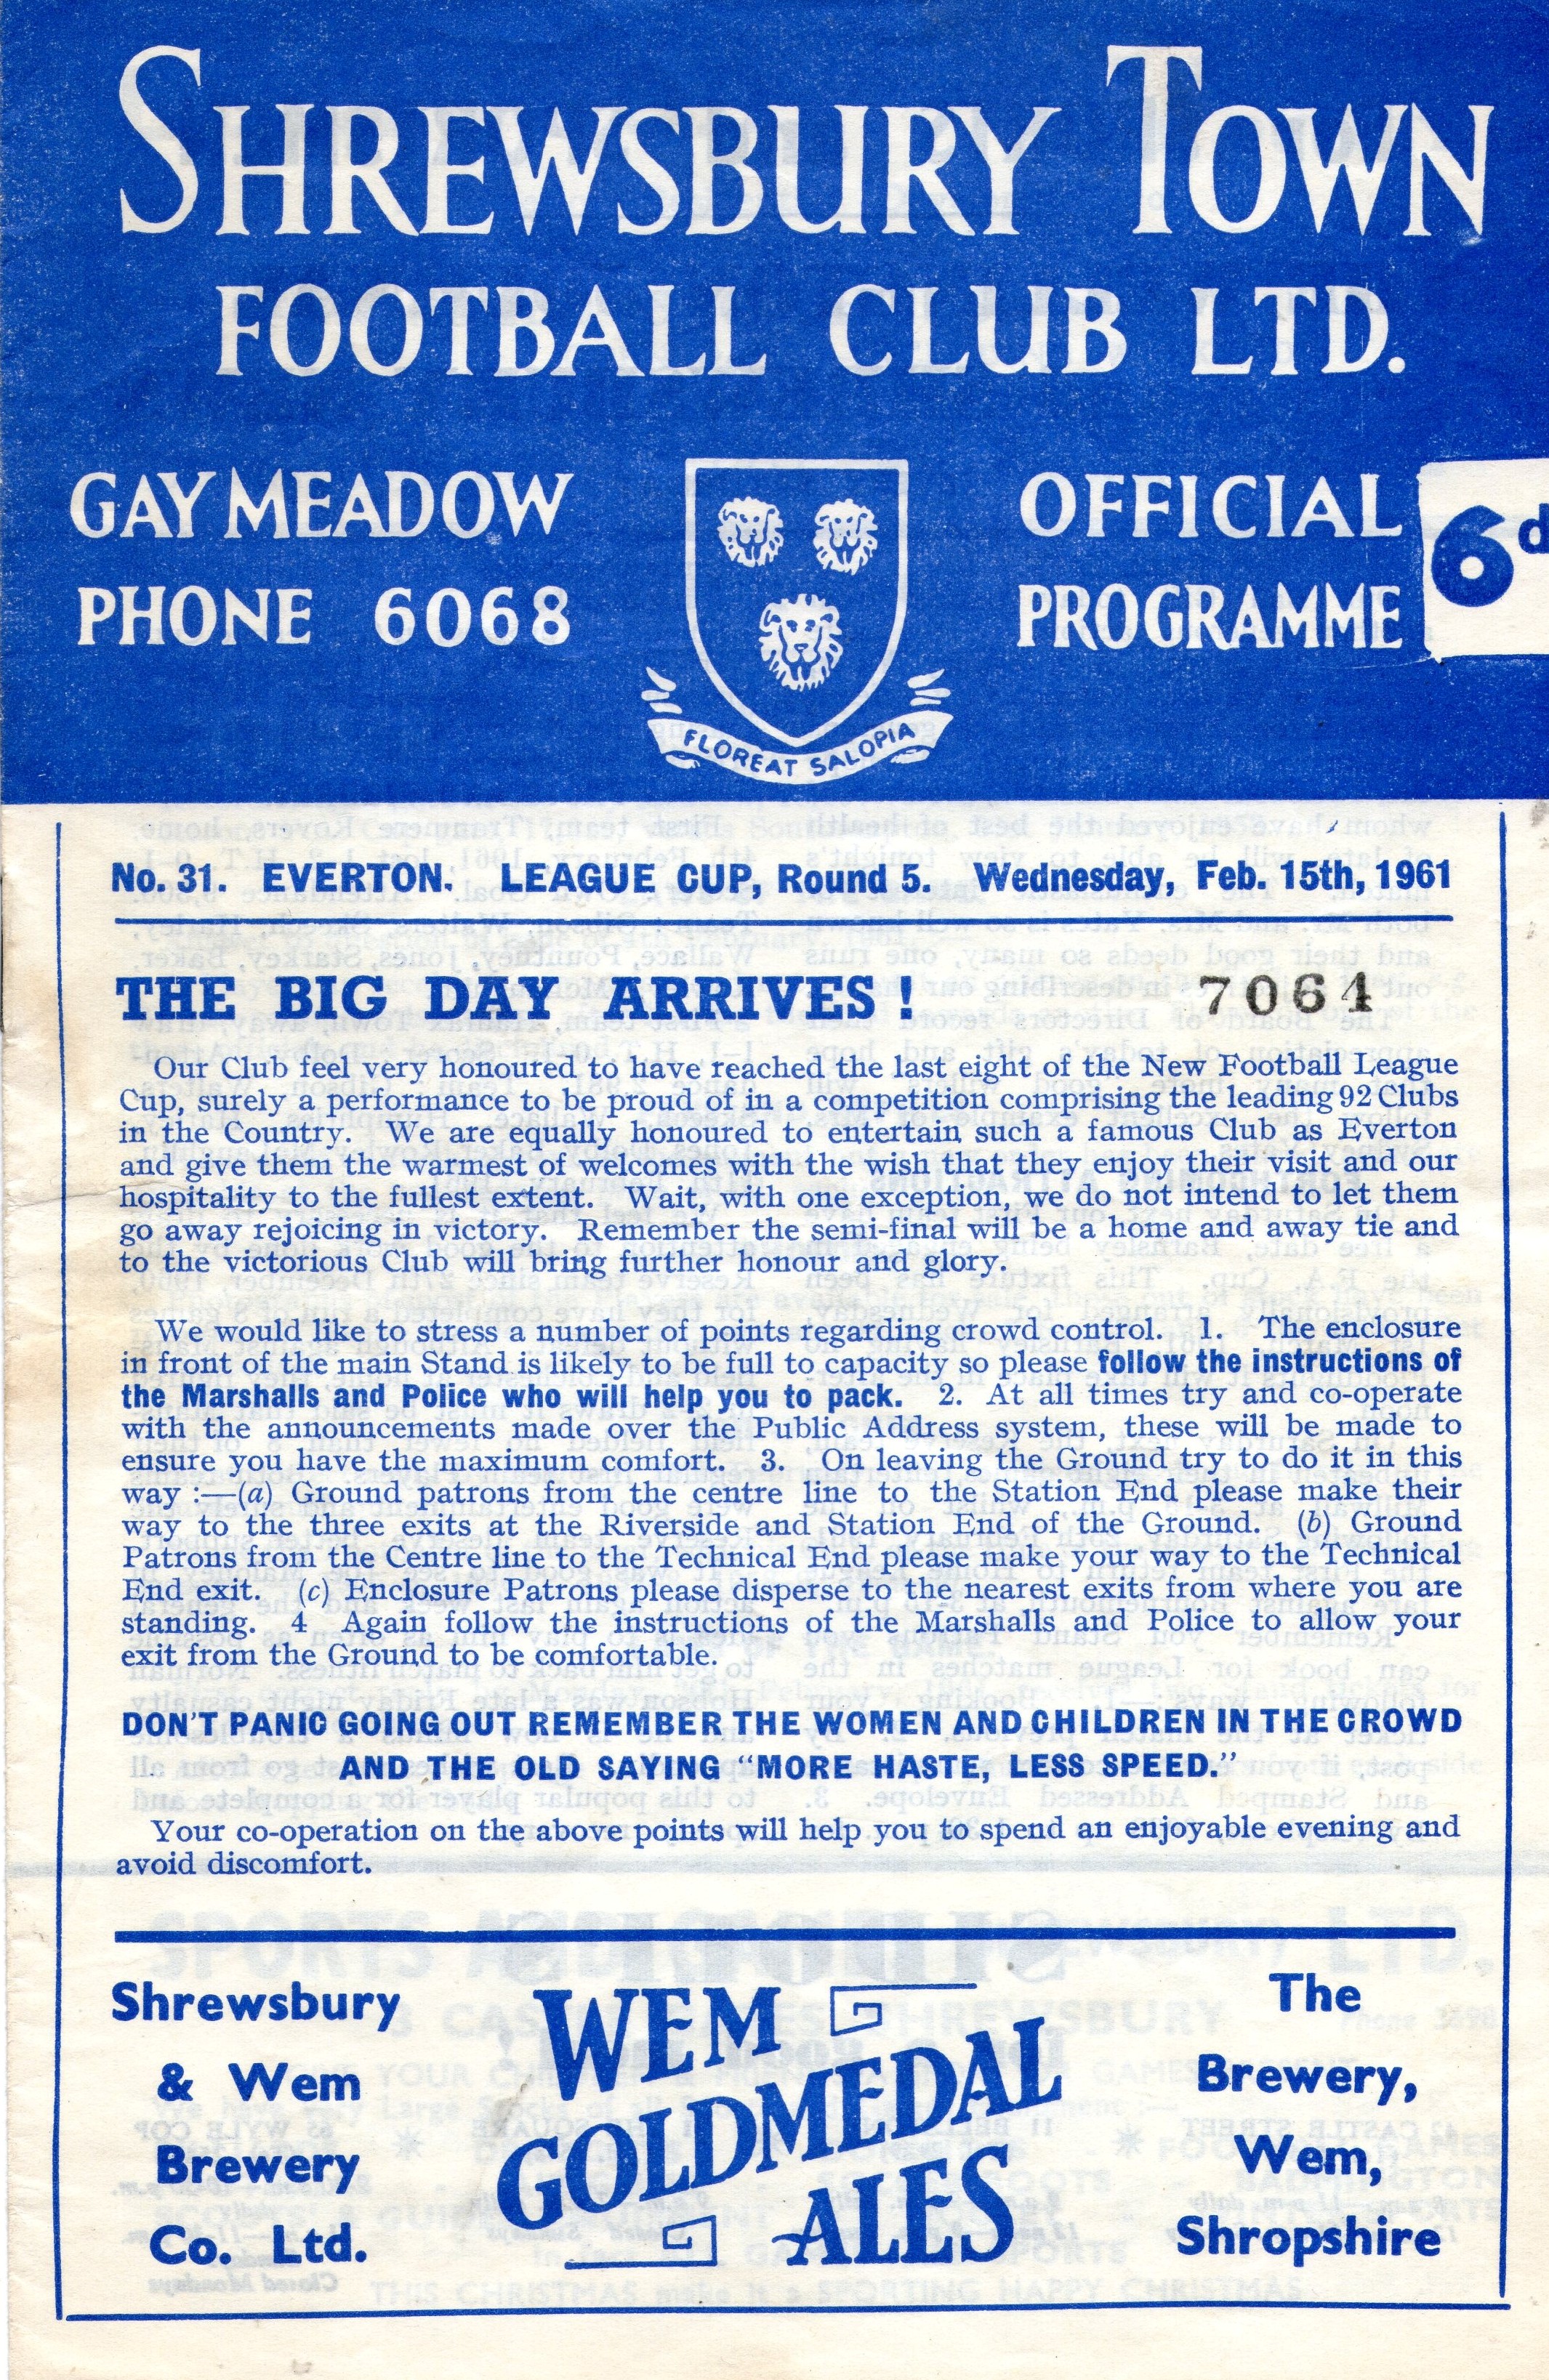 SHREWSBURY TOWN
FOOTBALL CLUB LTD.
GAY MEADOW
PHONE 6068
OFFICIAL
PROGRAMME
6d
FLOREAT SALOPIA
No. 31. EVERTON. LEAGUE CUP, Round 5. Wednesday, Feb. 15th, 1961
THE BIG DAY ARRIVES !
7064
Our Club feel very honoured to have reached the last eight of the New Football League
Cup, surely a performance to be proud of in a competition comprising the leading 92 Clubs
in the Country. We are equally honoured to entertain such a famous Club as Everton
and give them the warmest of welcomes with the wish that they enjoy their visit and our
hospitality to the fullest extent. Wait, with one exception, we do not intend to let them
go away rejoicing in victory. Remember the semi-final will be a home and away tie and
to the victorious Club will bring further honour and glory.
We would like to stress a number of points regarding crowd control. 1. The enclosure
in front of the main Stand is likely to be full to capacity so please follow the instructions of
the Marshalls and Police who will help you to pack. 2. At all times try and co-operate
with the announcements made over the Public Address system, these will be made to
ensure you have the maximum comfort. 3. On leaving the Ground try to do it in this
way :—(a) Ground patrons from the centre line to the Station End please make their
way to the three exits at the Riverside and Station End of the Ground. (b) Ground
Patrons from the Centre line to the Technical End please make your way to the Technical
End exit. (c) Enclosure Patrons please disperse to the nearest exits from where you are
standing. 4 Again follow the instructions of the Marshalls and Police to allow your
exit from the Ground to be comfortable.
DON'T PANIC GOING OUT REMEMBER THE WOMEN AND CHILDREN IN THE CROWD
AND THE OLD SAYING "MORE HASTE, LESS SPEED."
Your co-operation on the above points will help you to spend an enjoyable evening and
avoid discomfort.
Shrewsbury
& Wem
Brewery
Co. Ltd.
WEM
GOLDMEDAL
ALES
The
Brewery,
Wem,
Shropshire